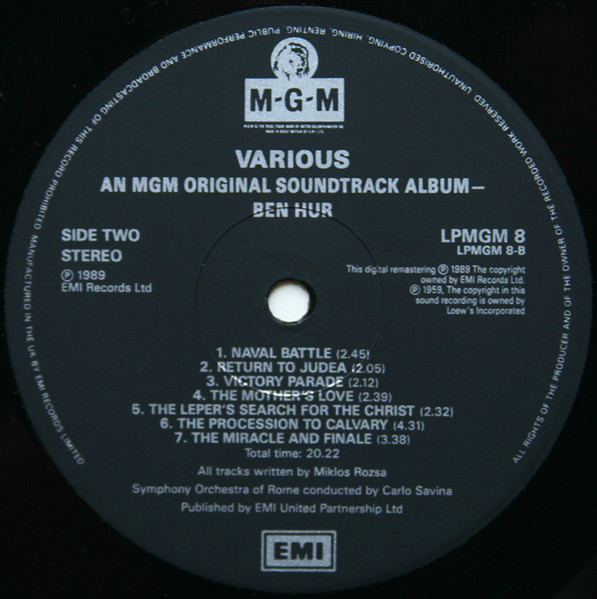 UNAUTHORISED COPYING, HIRING, RENTING, PUBLIC PERFORMANCE AND BROADCASTING OF THIS RECORD PROHIBITED
MANUFACTURED IN THE UK BY EMI RECORDS LIMITED
ALL RIGHTS OF THE PRODUCER AND OF THE OWNER OF THE RECORDED WORK RESERVED
M-G-M
VARIOUS
AN MGM ORIGINAL SOUNDTRACK ALBUM —
BEN HUR
SIDE TWO
STEREO
℗ 1989
EMI Records Ltd
LPMGM 8
LPMGM 8-B
This digital remastering ℗ 1989 The copyright
owned by EMI Records Ltd.
℗ 1959, The copyright in this
sound recording is owned by
Loew's Incorporated
1. NAVAL BATTLE (2.45)
2. RETURN TO JUDEA (2.05)
3. VICTORY PARADE (2.12)
4. THE MOTHER'S LOVE (2.39)
5. THE LEPER'S SEARCH FOR THE CHRIST (2.32)
6. THE PROCESSION TO CALVARY (4.31)
7. THE MIRACLE AND FINALE (3.38)
Total time: 20.22
All tracks written by Miklos Rozsa
Symphony Orchestra of Rome conducted by Carlo Savina
Published by EMI United Partnership Ltd
EMI